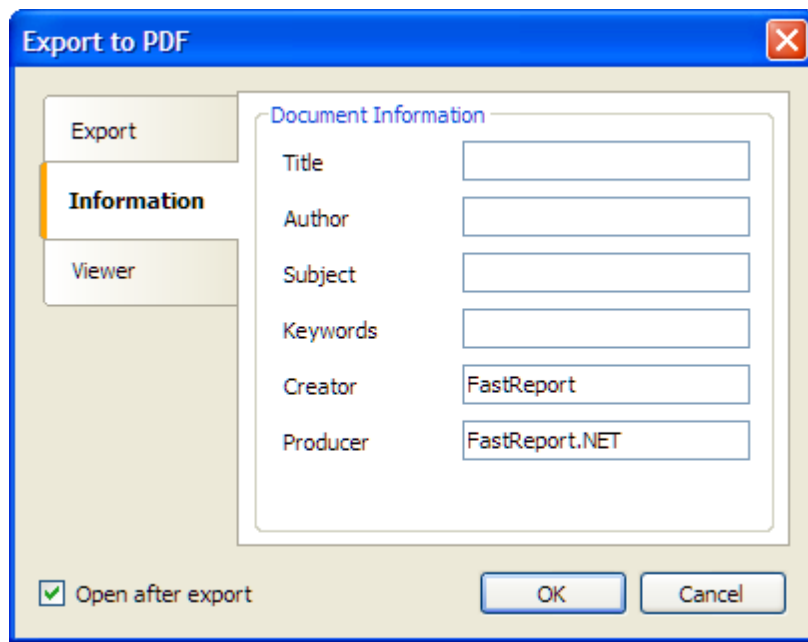 Export to PDF
Export
Information
Viewer
Document Information
Title
Author
Subject
Keywords
Creator FastReport
Producer FastReport.NET
Open after export OK Cancel